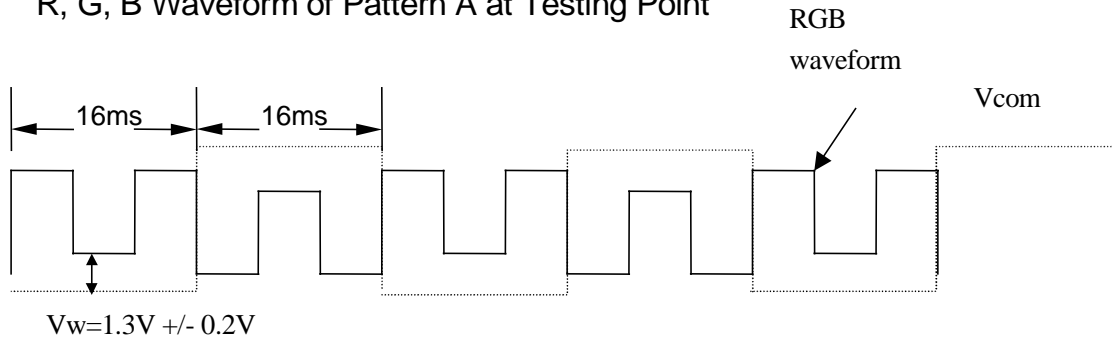 R, G, B Waveform of Pattern A at Testing Point
RGB
waveform
Vcom
16ms
16ms
Vw=1.3V +/- 0.2V